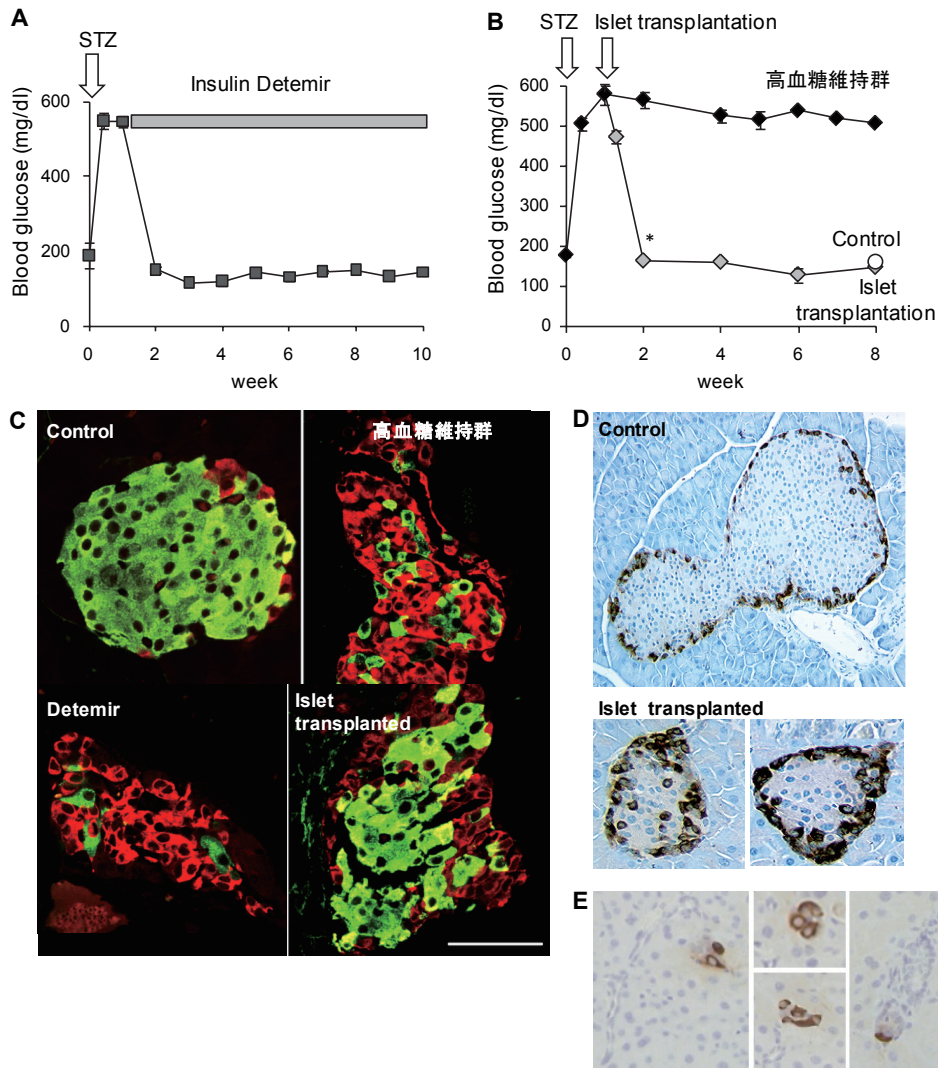 A
STZ
Insulin Detemir
Blood glucose (mg/dl)
600
400
200
0
0 2 4 6 8 10
week
B
STZ Islet transplantation
高血糖維持群
Blood glucose (mg/dl)
600
500
400
300
200
100
0
*
Control
Islet
transplantation
0 2 4 6 8
week
C
Control
高血糖維持群
Detemir
Islet
transplanted
D
Control
Islet transplanted
E